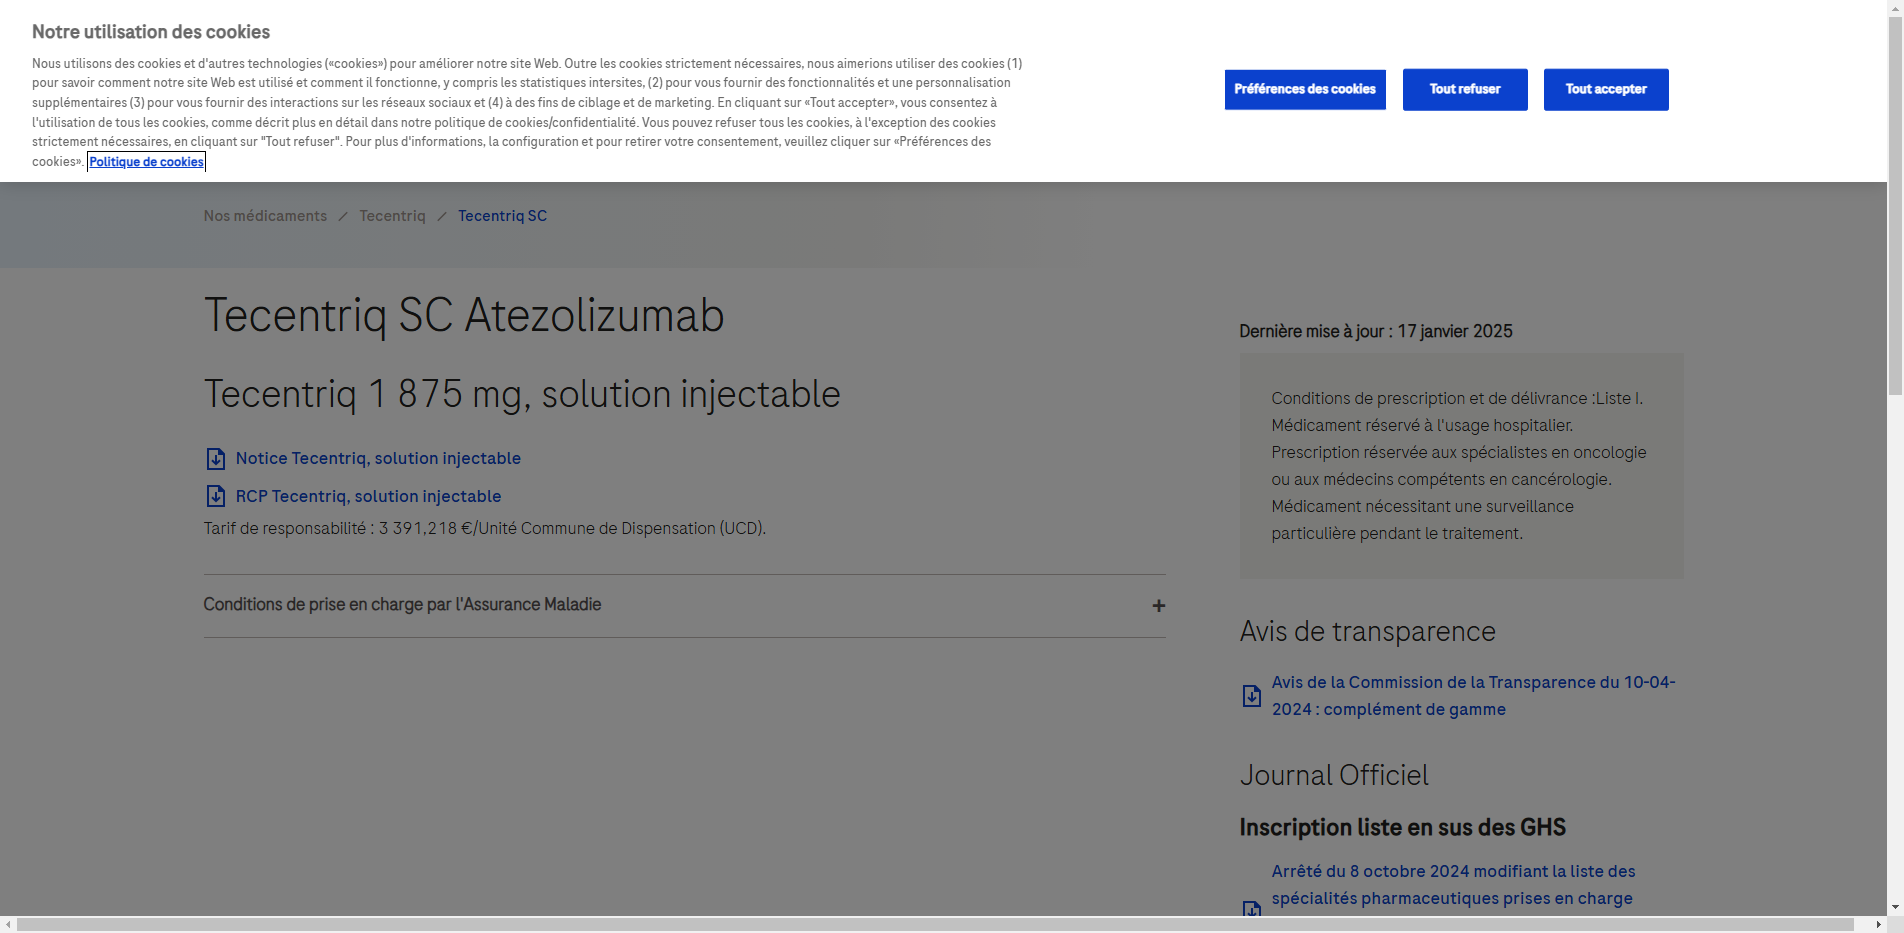 Notre utilisation des cookies
Nous utilisons des cookies et d'autres technologies («cookies») pour améliorer notre site Web. Outre les cookies strictement nécessaires, nous aimerions utiliser des cookies (1)
pour savoir comment notre site Web est utilisé et comment il fonctionne, y compris les statistiques intersites, (2) pour vous fournir des fonctionnalités et une personnalisation
supplémentaires (3) pour vous fournir des interactions sur les réseaux sociaux et (4) à des fins de ciblage et de marketing. En cliquant sur «Tout accepter», vous consentez à
l'utilisation de tous les cookies, comme décrit plus en détail dans notre politique de cookies/confidentialité. Vous pouvez refuser tous les cookies, à l'exception des cookies
strictement nécessaires, en cliquant sur "Tout refuser". Pour plus d'informations, la configuration et pour retirer votre consentement, veuillez cliquer sur «Préférences des
cookies». Politique de cookies
Préférences des cookies
Tout refuser
Tout accepter
Nos médicaments / Tecentriq / Tecentriq SC
Tecentriq SC Atezolizumab
Tecentriq 1 875 mg, solution injectable
Notice Tecentriq, solution injectable
RCP Tecentriq, solution injectable
Tarif de responsabilité : 3 391,218 €/Unité Commune de Dispensation (UCD).
Conditions de prise en charge par l'Assurance Maladie
+
Dernière mise à jour : 17 janvier 2025
Conditions de prescription et de délivrance :Liste I.
Médicament réservé à l'usage hospitalier.
Prescription réservée aux spécialistes en oncologie
ou aux médecins compétents en cancérologie.
Médicament nécessitant une surveillance
particulière pendant le traitement.
Avis de transparence
Avis de la Commission de la Transparence du 10-04-
2024 : complément de gamme
Journal Officiel
Inscription liste en sus des GHS
Arrêté du 8 octobre 2024 modifiant la liste des
spécialités pharmaceutiques prises en charge